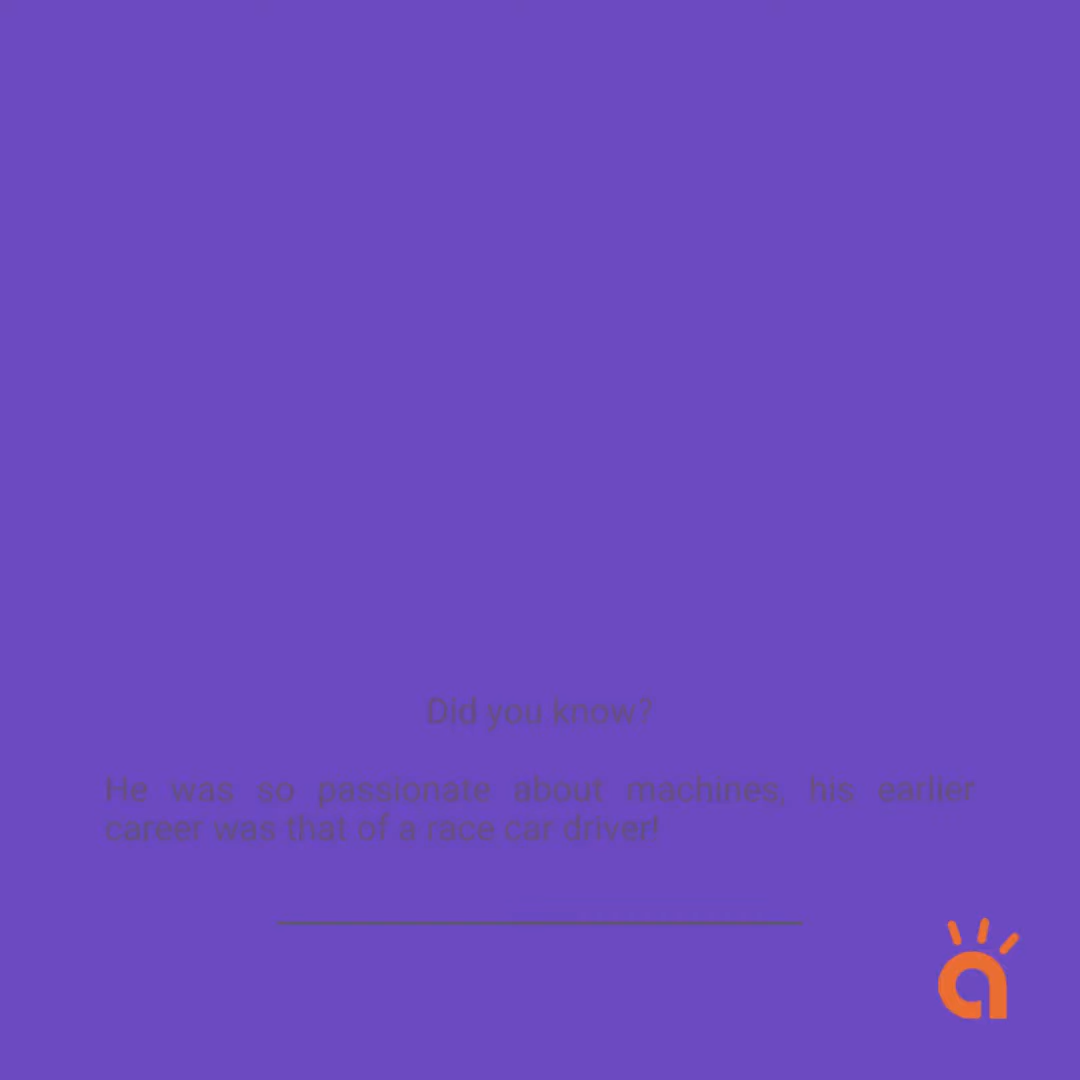 Did you know?
He was so passionate about machines, his earlier
career was that of a race car driver!